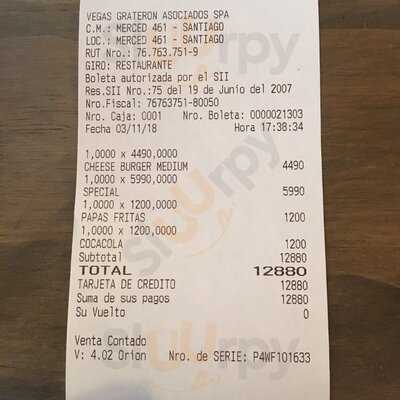 VEGAS GRATERON ASOCIADOS SPA
C.M.: MERCED 461 - SANTIAGO
LOC.: MERCED 461 - SANTIAGO
RUT Nro.: 76.763.751-9
GIRO: RESTAURANTE
Boleta autorizada por el SII
Res.SII Nro.:75 del 19 de Junio del 2007
Nro.Fiscal: 76763751-80050
Nro. Caja: 0001 Nro. Boleta: 0000021303
Fecha 03/11/18 Hora 17:38:34
1,0000 x 4490,0000
CHEESE BURGER MEDIUM 4490
1,0000 x 5990,0000
SPECIAL 5990
1,0000 x 1200,0000
PAPAS FRITAS 1200
1,0000 x 1200,0000
COCACOLA 1200
Subtotal 12880
TOTAL 12880
TARJETA DE CREDITO 12880
Suma de sus pagos 12880
Su Vuelto 0
Venta Contado
V: 4.02 Orion Nro. de SERIE: P4WF101633
sluurpy
sluurpy
sluurpy